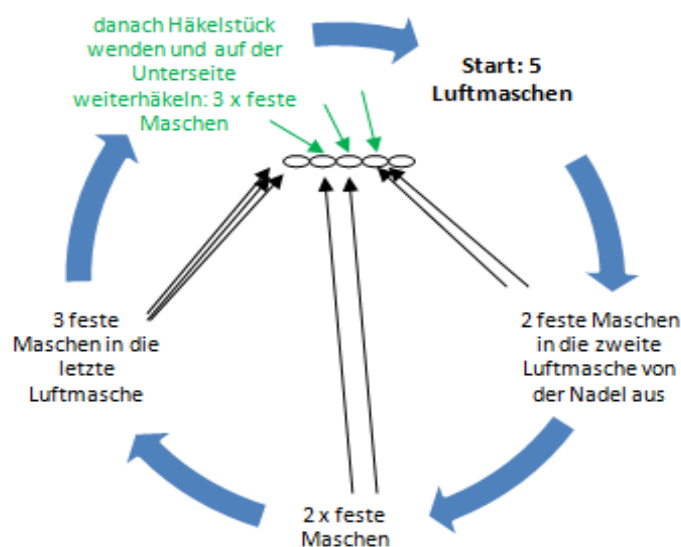 Start: 5
Luftmaschen
2 feste Maschen
in die zweite
Luftmasche von
der Nadel aus
2 x feste
Maschen
3 feste
Maschen in die
letzte
Luftmasche
danach Häkelstück
wenden und auf der
Unterseite
weiterhäkeln: 3 x feste
Maschen